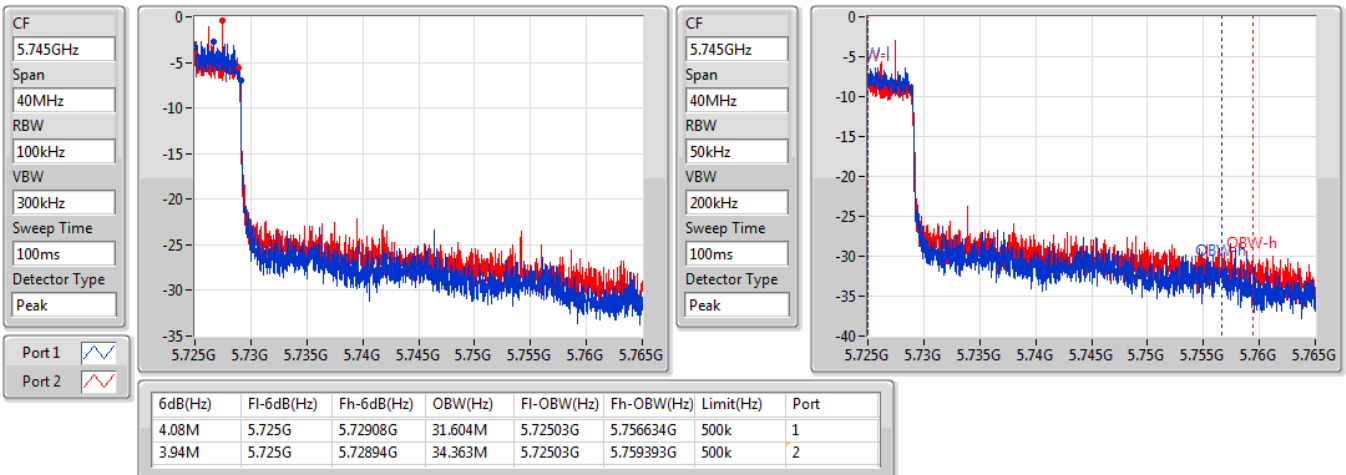 CF
5.745GHz
Span
40MHz
RBW
100kHz
VBW
300kHz
Sweep Time
100ms
Detector Type
Peak
Port 1
Port 2
0
-5
-10
-15
-20
-25
-30
-35
5.725G 5.73G 5.735G 5.74G 5.745G 5.75G 5.755G 5.76G 5.765G
CF
5.745GHz
Span
40MHz
RBW
50kHz
VBW
200kHz
Sweep Time
100ms
Detector Type
Peak
0
-5
-10
-15
-20
-25
-30
-35
-40
W-l
OBW-h
5.725G 5.73G 5.735G 5.74G 5.745G 5.75G 5.755G 5.76G 5.765G
6dB(Hz) Fl-6dB(Hz) Fh-6dB(Hz) OBW(Hz) Fl-OBW(Hz) Fh-OBW(Hz) Limit(Hz) Port
4.08M 5.725G 5.72908G 31.604M 5.72503G 5.756634G 500k 1
3.94M 5.725G 5.72894G 34.363M 5.72503G 5.759393G 500k 2